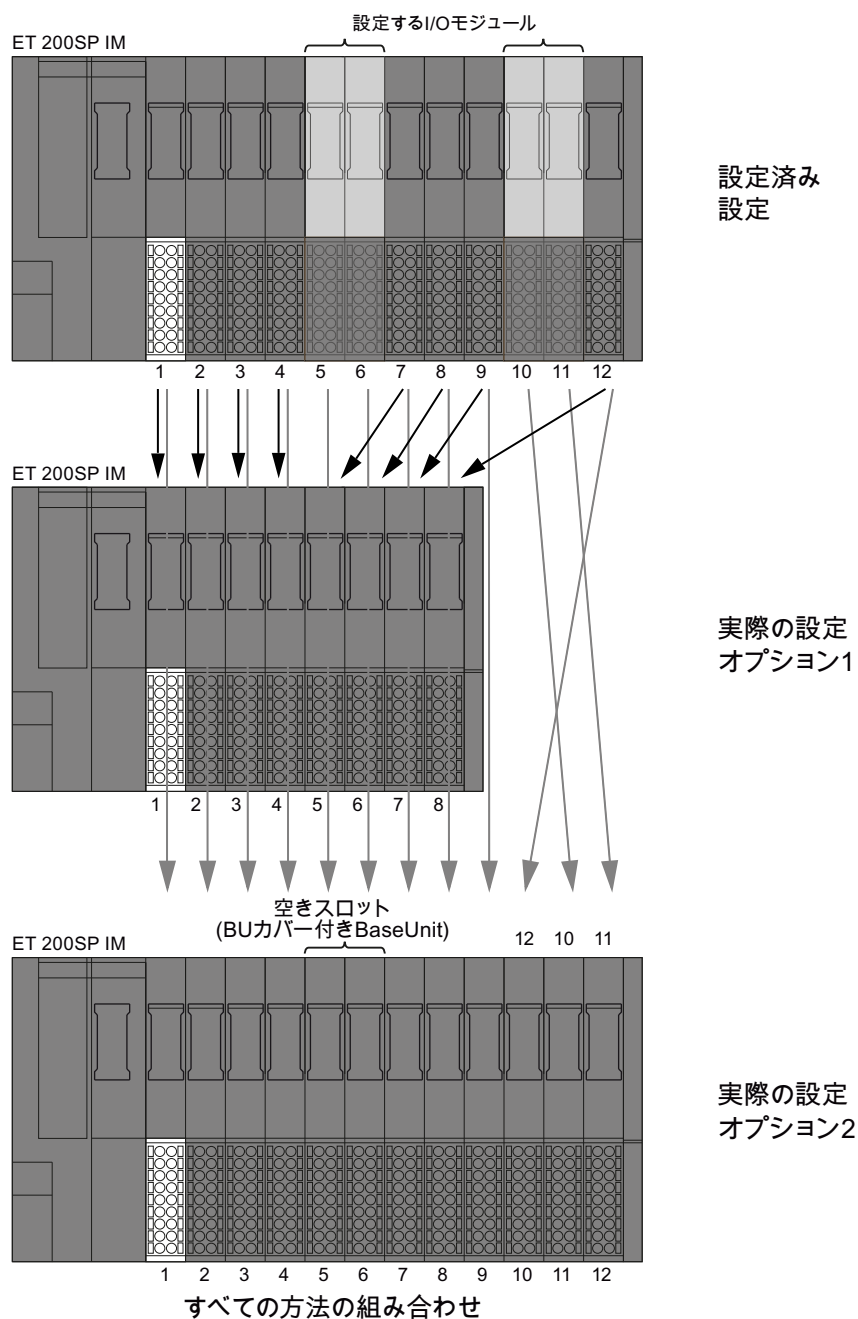 設定するI/Oモジュール
ET 200SP IM
設定済み
設定
1 2 3 4 5 6 7 8 9 10 11 12
ET 200SP IM
実際の設定
オプション1
1 2 3 4 5 6 7 8
空きスロット
(BUカバー付きBaseUnit)
12 10 11
ET 200SP IM
実際の設定
オプション2
1 2 3 4 5 6 7 8 9 10 11 12
すべての方法の組み合わせ